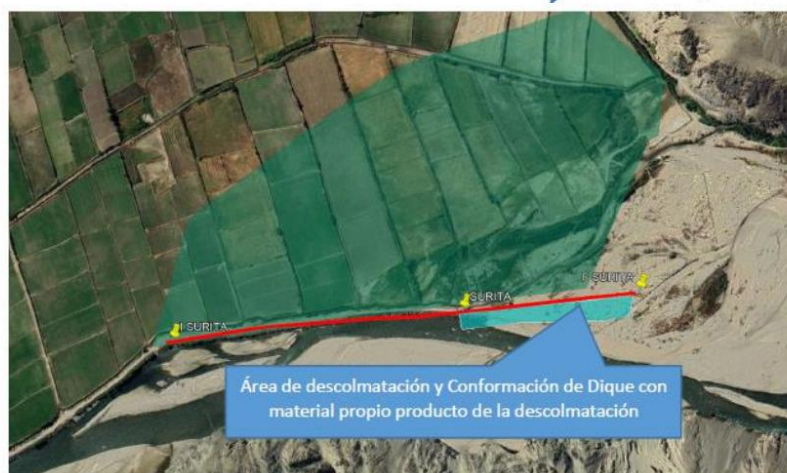 F SURITA
SURITA
I SURITA
Área de descolmatación y Conformación de Dique con
material propio producto de la descolmatación